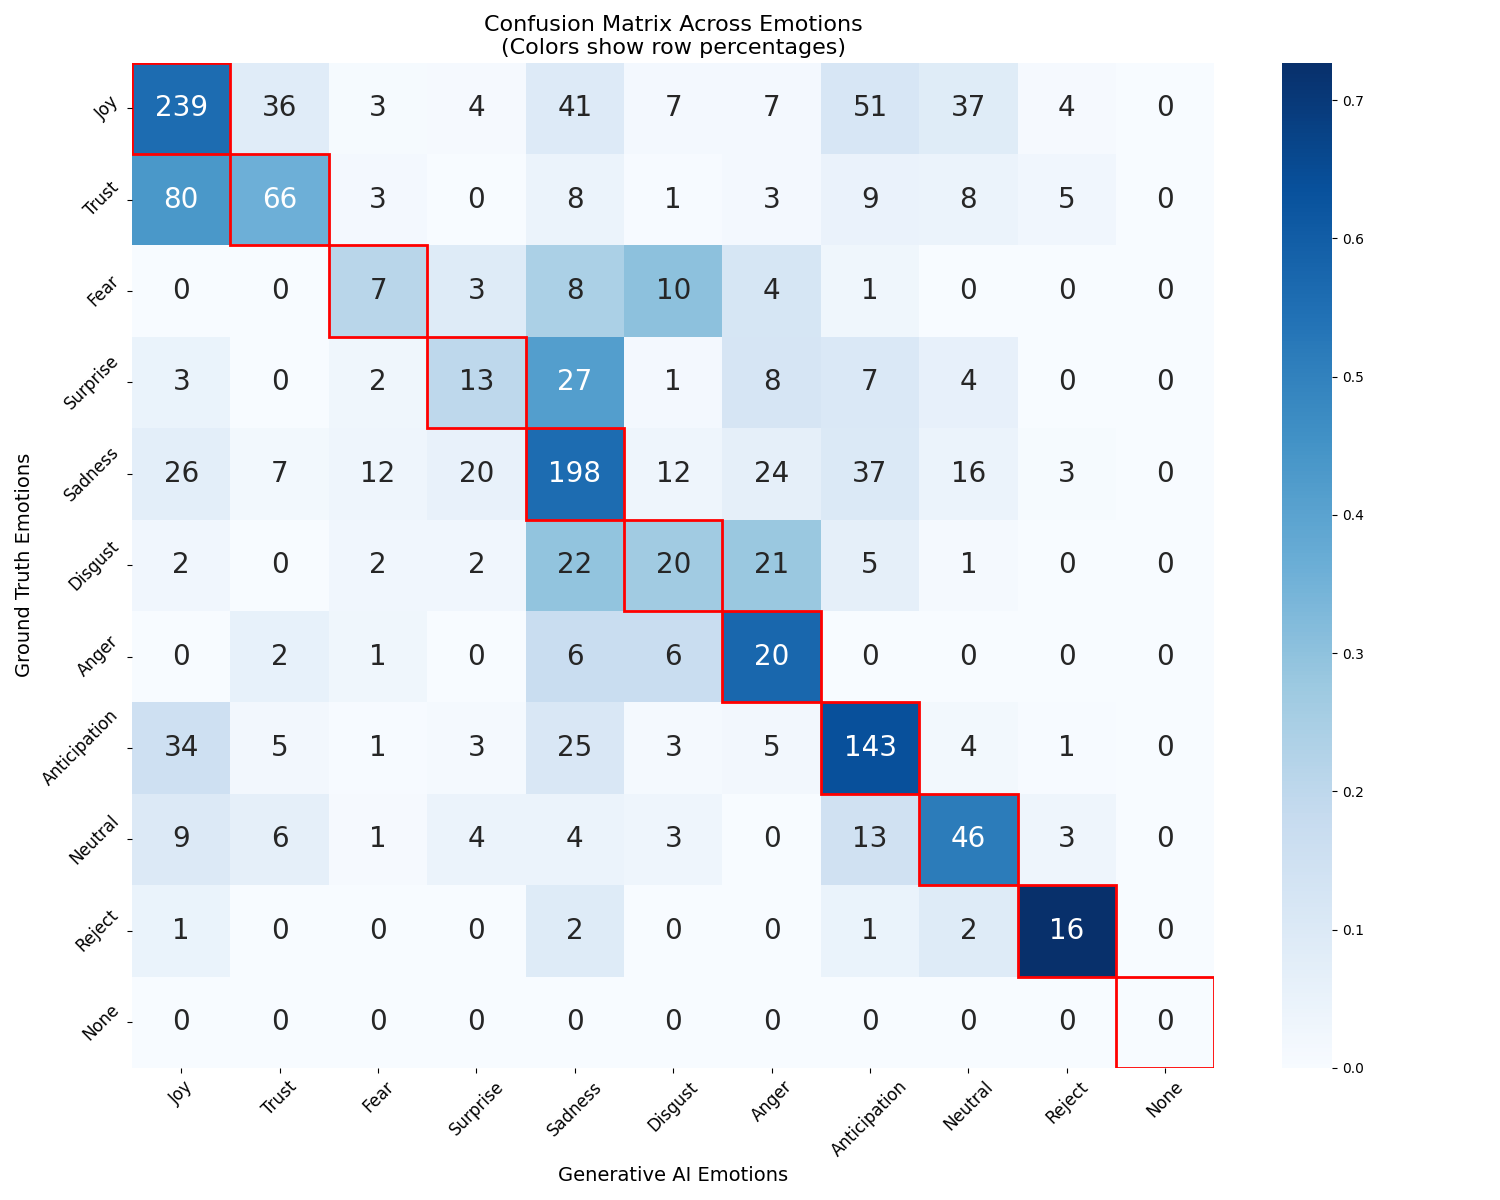 Confusion Matrix Across Emotions
(Colors show row percentages)
Ground Truth Emotions
Joy 239 36 3 4 41 7 7 51 37 4 0
Trust 80 66 3 0 8 1 3 9 8 5 0
Fear 0 0 7 3 8 10 4 1 0 0 0
Surprise 3 0 2 13 27 1 8 7 4 0 0
Sadness 26 7 12 20 198 12 24 37 16 3 0
Disgust 2 0 2 2 22 20 21 5 1 0 0
Anger 0 2 1 0 6 6 20 0 0 0 0
Anticipation 34 5 1 3 25 3 5 143 4 1 0
Neutral 9 6 1 4 4 3 0 13 46 3 0
Reject 1 0 0 0 2 0 0 1 2 16 0
None 0 0 0 0 0 0 0 0 0 0 0
Joy Trust Fear Surprise Sadness Disgust Anger Anticipation Neutral Reject None
Generative AI Emotions
0.7
0.6
0.5
0.4
0.3
0.2
0.1
0.0